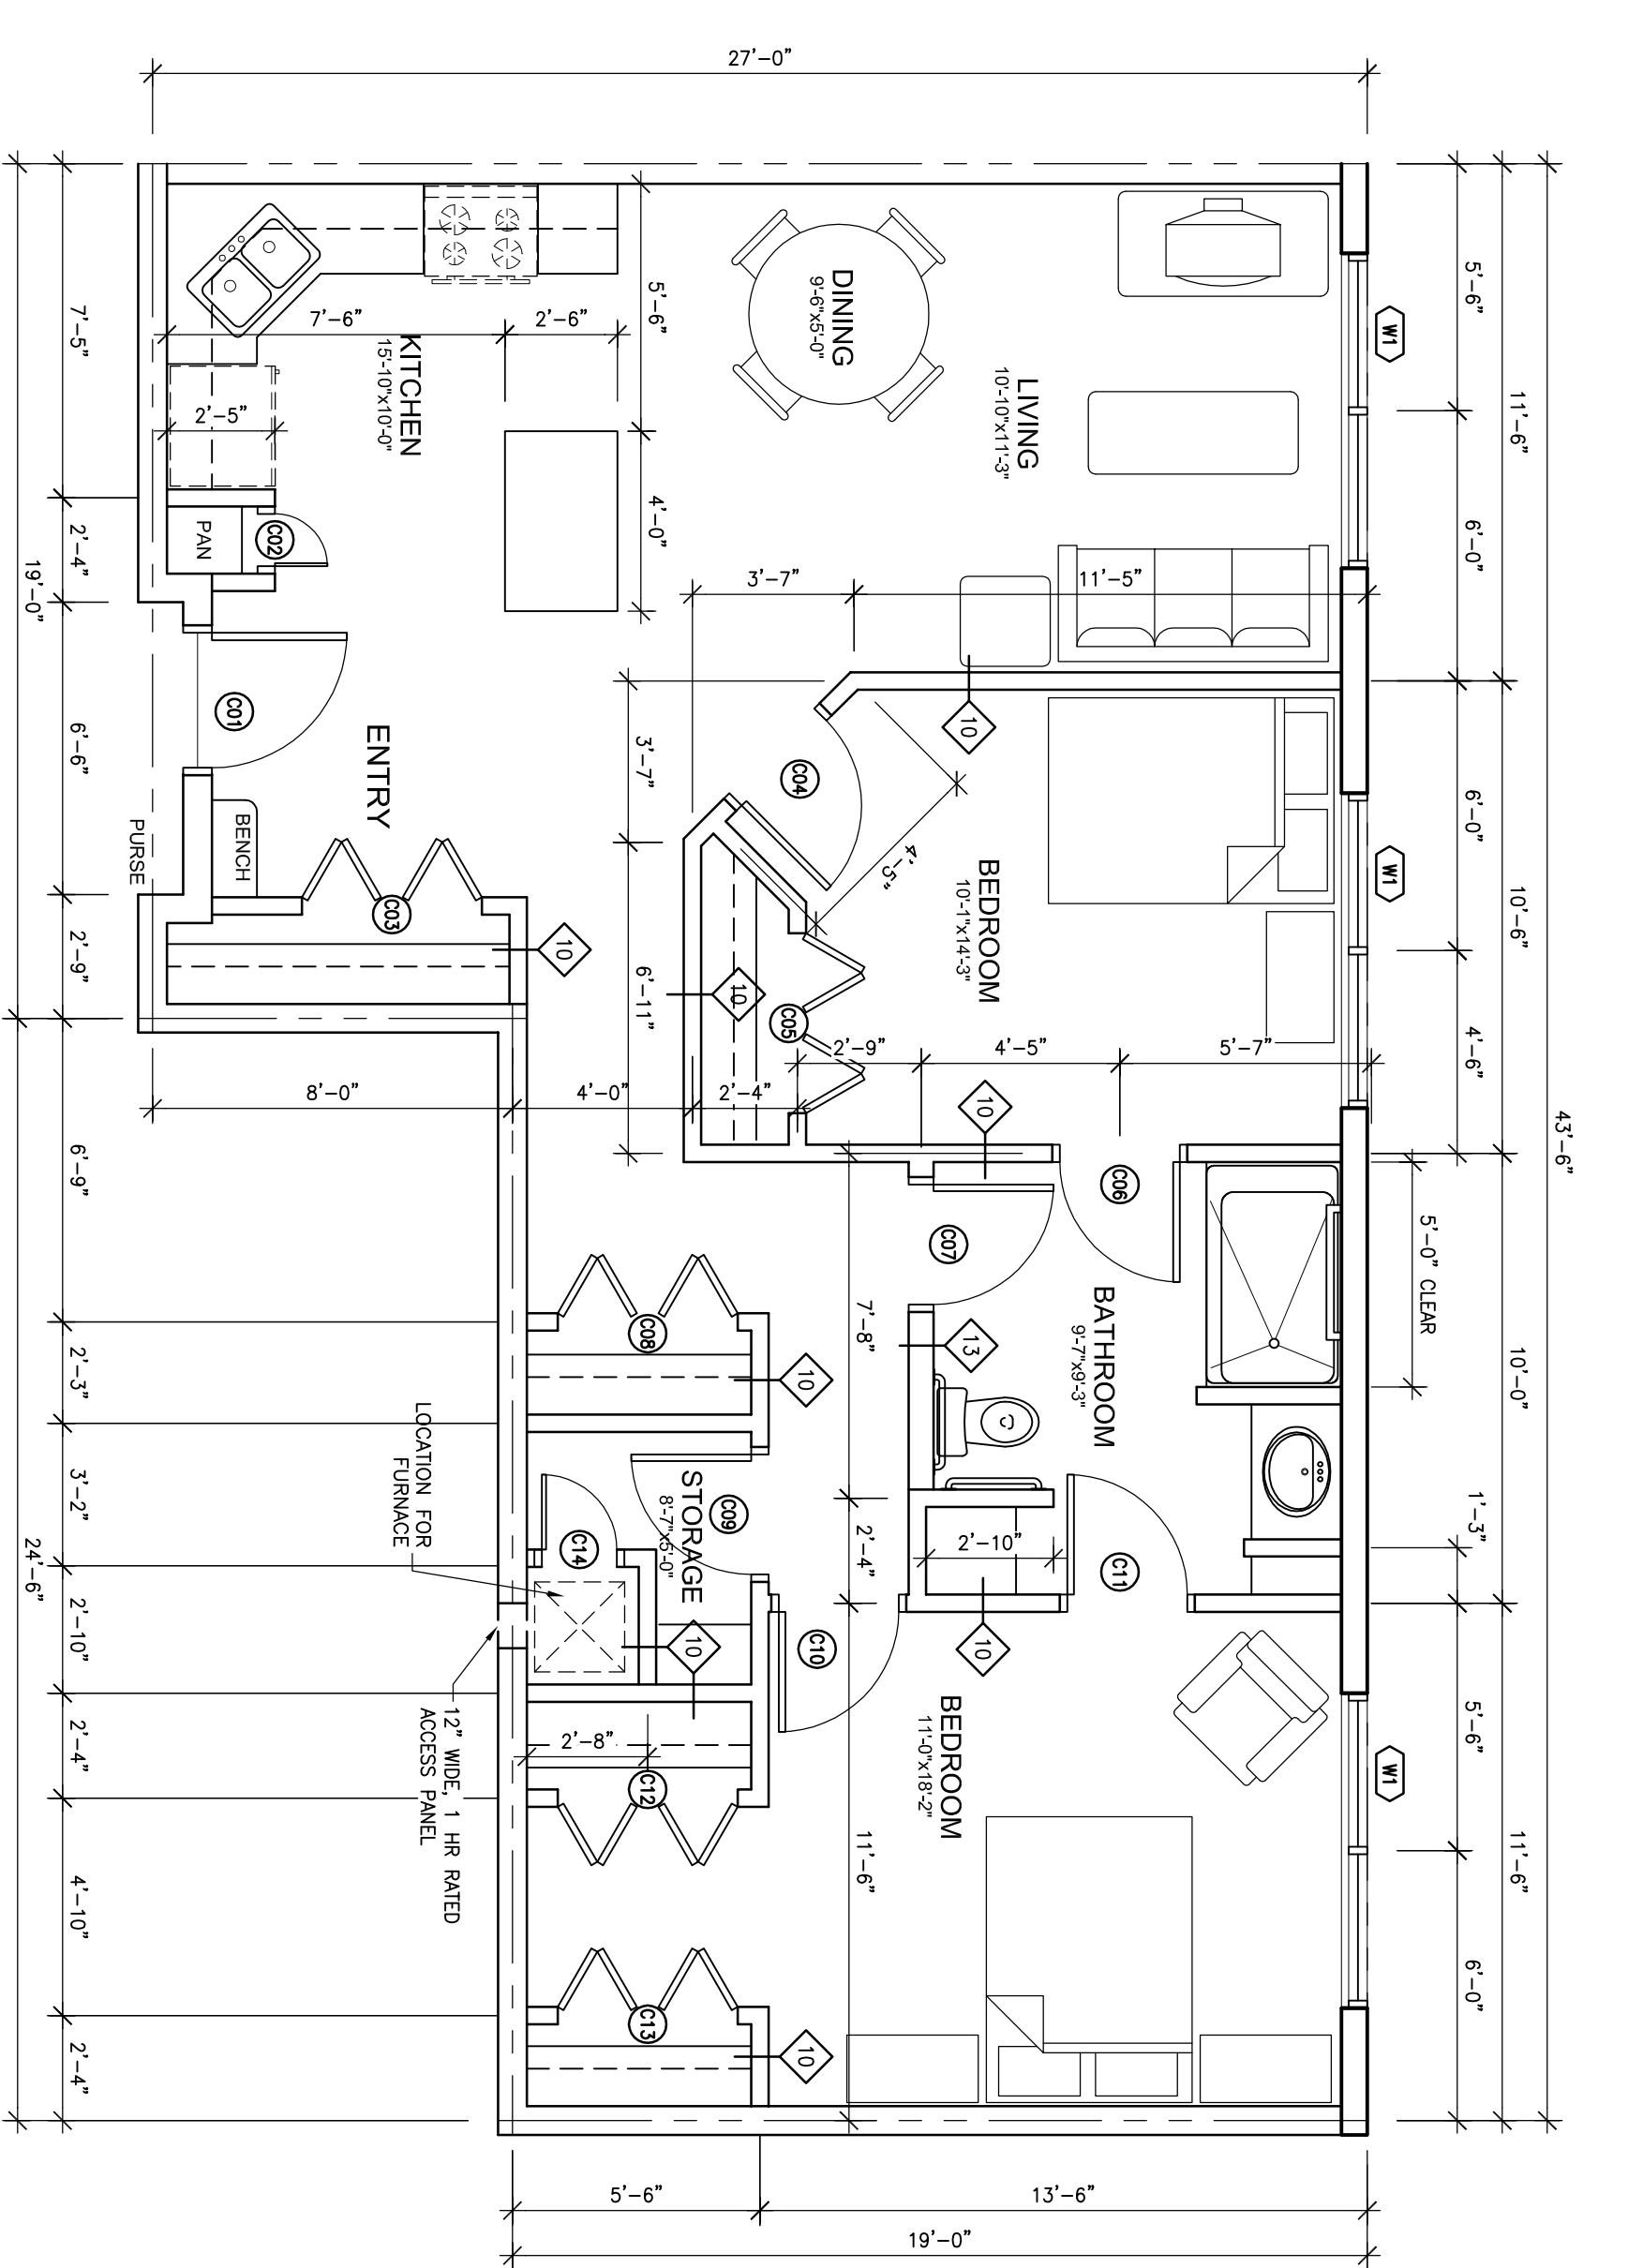 27'-0"
43'-6"
11'-6"
10'-6"
10'-0"
11'-6"
5'-6"
6'-0"
6'-0"
4'-6"
5'-0" CLEAR
1'-3"
5'-6"
6'-0"
W1
W1
W1
LIVING
10'-10"x11'-3"
DINING
9'-6"x5'-0"
KITCHEN
15'-10"x10'-0"
5'-6"
4'-0"
7'-6"
2'-6"
2'-5"
PAN
C02
C01
ENTRY
BENCH
PURSE
C03
10
3'-7"
11'-5"
10
3'-7"
6'-11"
C04
4'-5"
BEDROOM
10'-1"x14'-3"
10
C05
2'-9"
4'-5"
5'-7"
8'-0"
4'-0"
2'-4"
10
C06
C07
BATHROOM
9'-7"x9'-3"
13
7'-8"
2'-4"
11'-6"
2'-10"
C11
10
C08
10
STORAGE
8'-7"x5'-0"
C09
C14
10
C10
LOCATION FOR
FURNACE
12" WIDE, 1 HR RATED
ACCESS PANEL
BEDROOM
11'-0"x18'-2"
2'-8"
C12
C13
10
7'-5"
2'-4"
6'-6"
2'-9"
6'-9"
2'-3"
3'-2"
2'-10"
2'-4"
4'-10"
2'-4"
19'-0"
24'-6"
5'-6"
13'-6"
19'-0"